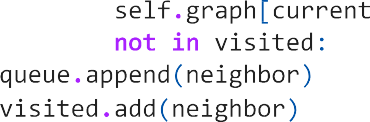 self.graph[current
not in visited:
queue.append(neighbor)
visited.add(neighbor)